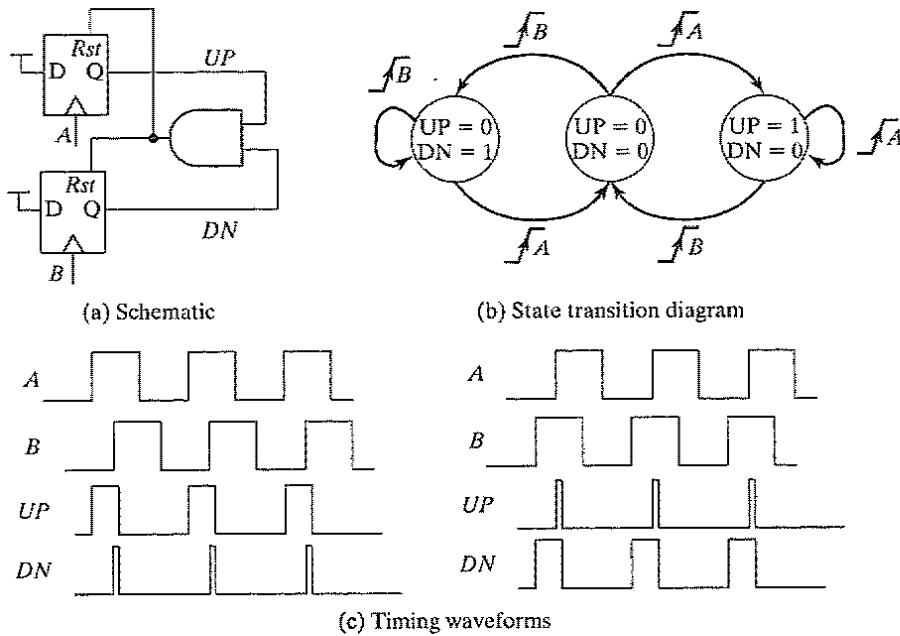 Rst
D Q
UP
A
Rst
D Q
DN
B
(a) Schematic
B
A
B
UP = 0
DN = 1
UP = 0
DN = 0
UP = 1
DN = 0
A
A
B
(b) State transition diagram
A
B
UP
DN
A
B
UP
DN
(c) Timing waveforms